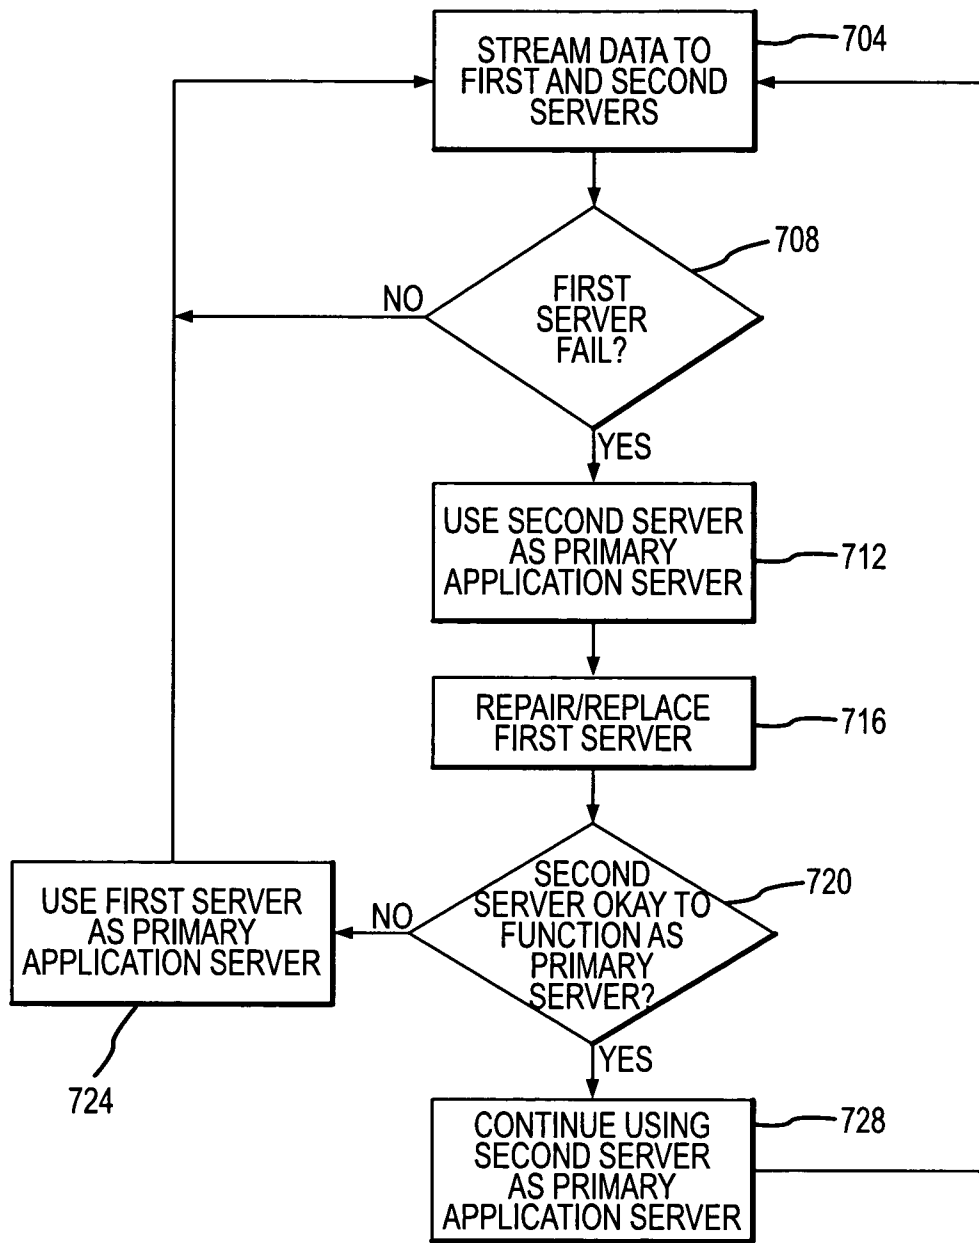 STREAM DATA TO
FIRST AND SECOND
SERVERS
704
708
FIRST
SERVER
FAIL?
NO
YES
USE SECOND SERVER
AS PRIMARY
APPLICATION SERVER
712
REPAIR/REPLACE
FIRST SERVER
716
SECOND
SERVER OKAY TO
FUNCTION AS
PRIMARY
SERVER?
720
NO
USE FIRST SERVER
AS PRIMARY
APPLICATION SERVER
724
YES
CONTINUE USING
SECOND SERVER
AS PRIMARY
APPLICATION SERVER
728